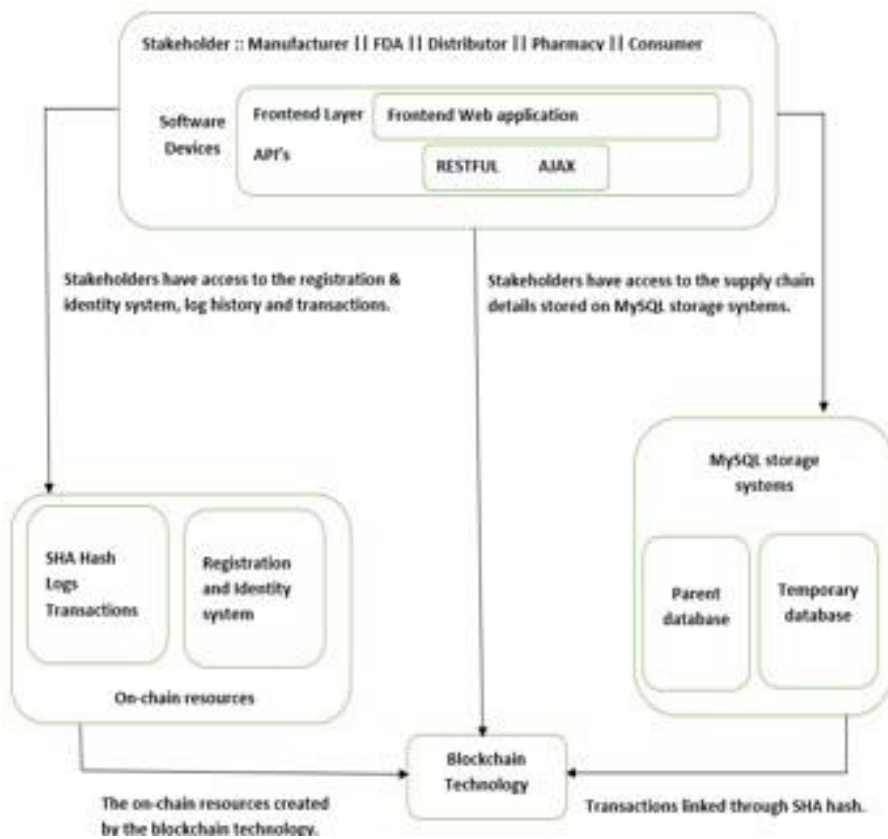 Stakeholder :: Manufacturer || FDA || Distributor || Pharmacy || Consumer
Software
Devices
Frontend Layer
Frontend Web application
API's
RESTFUL AJAX
Stakeholders have access to the registration &
identity system, log history and transactions.
Stakeholders have access to the supply chain
details stored on MySQL storage systems.
MySQL storage
systems
Parent
database
Temporary
database
SHA Hash
Logs
Transactions
Registration
and Identity
system
On-chain resources
Blockchain
Technology
The on-chain resources created
by the blockchain technology.
Transactions linked through SHA hash.